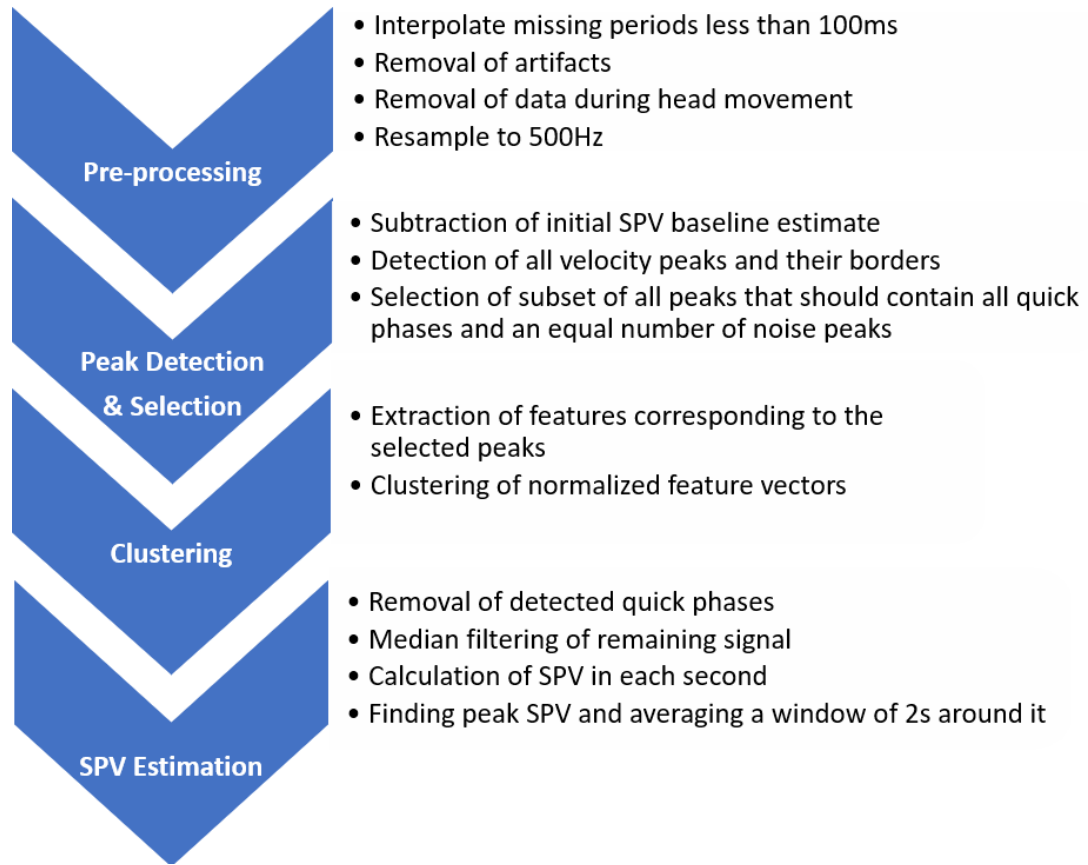 • Interpolate missing periods less than 100ms
• Removal of artifacts
• Removal of data during head movement
• Resample to 500Hz
Pre-processing
• Subtraction of initial SPV baseline estimate
• Detection of all velocity peaks and their borders
• Selection of subset of all peaks that should contain all quick
phases and an equal number of noise peaks
Peak Detection
& Selection
• Extraction of features corresponding to the
selected peaks
• Clustering of normalized feature vectors
Clustering
• Removal of detected quick phases
• Median filtering of remaining signal
• Calculation of SPV in each second
• Finding peak SPV and averaging a window of 2s around it
SPV Estimation